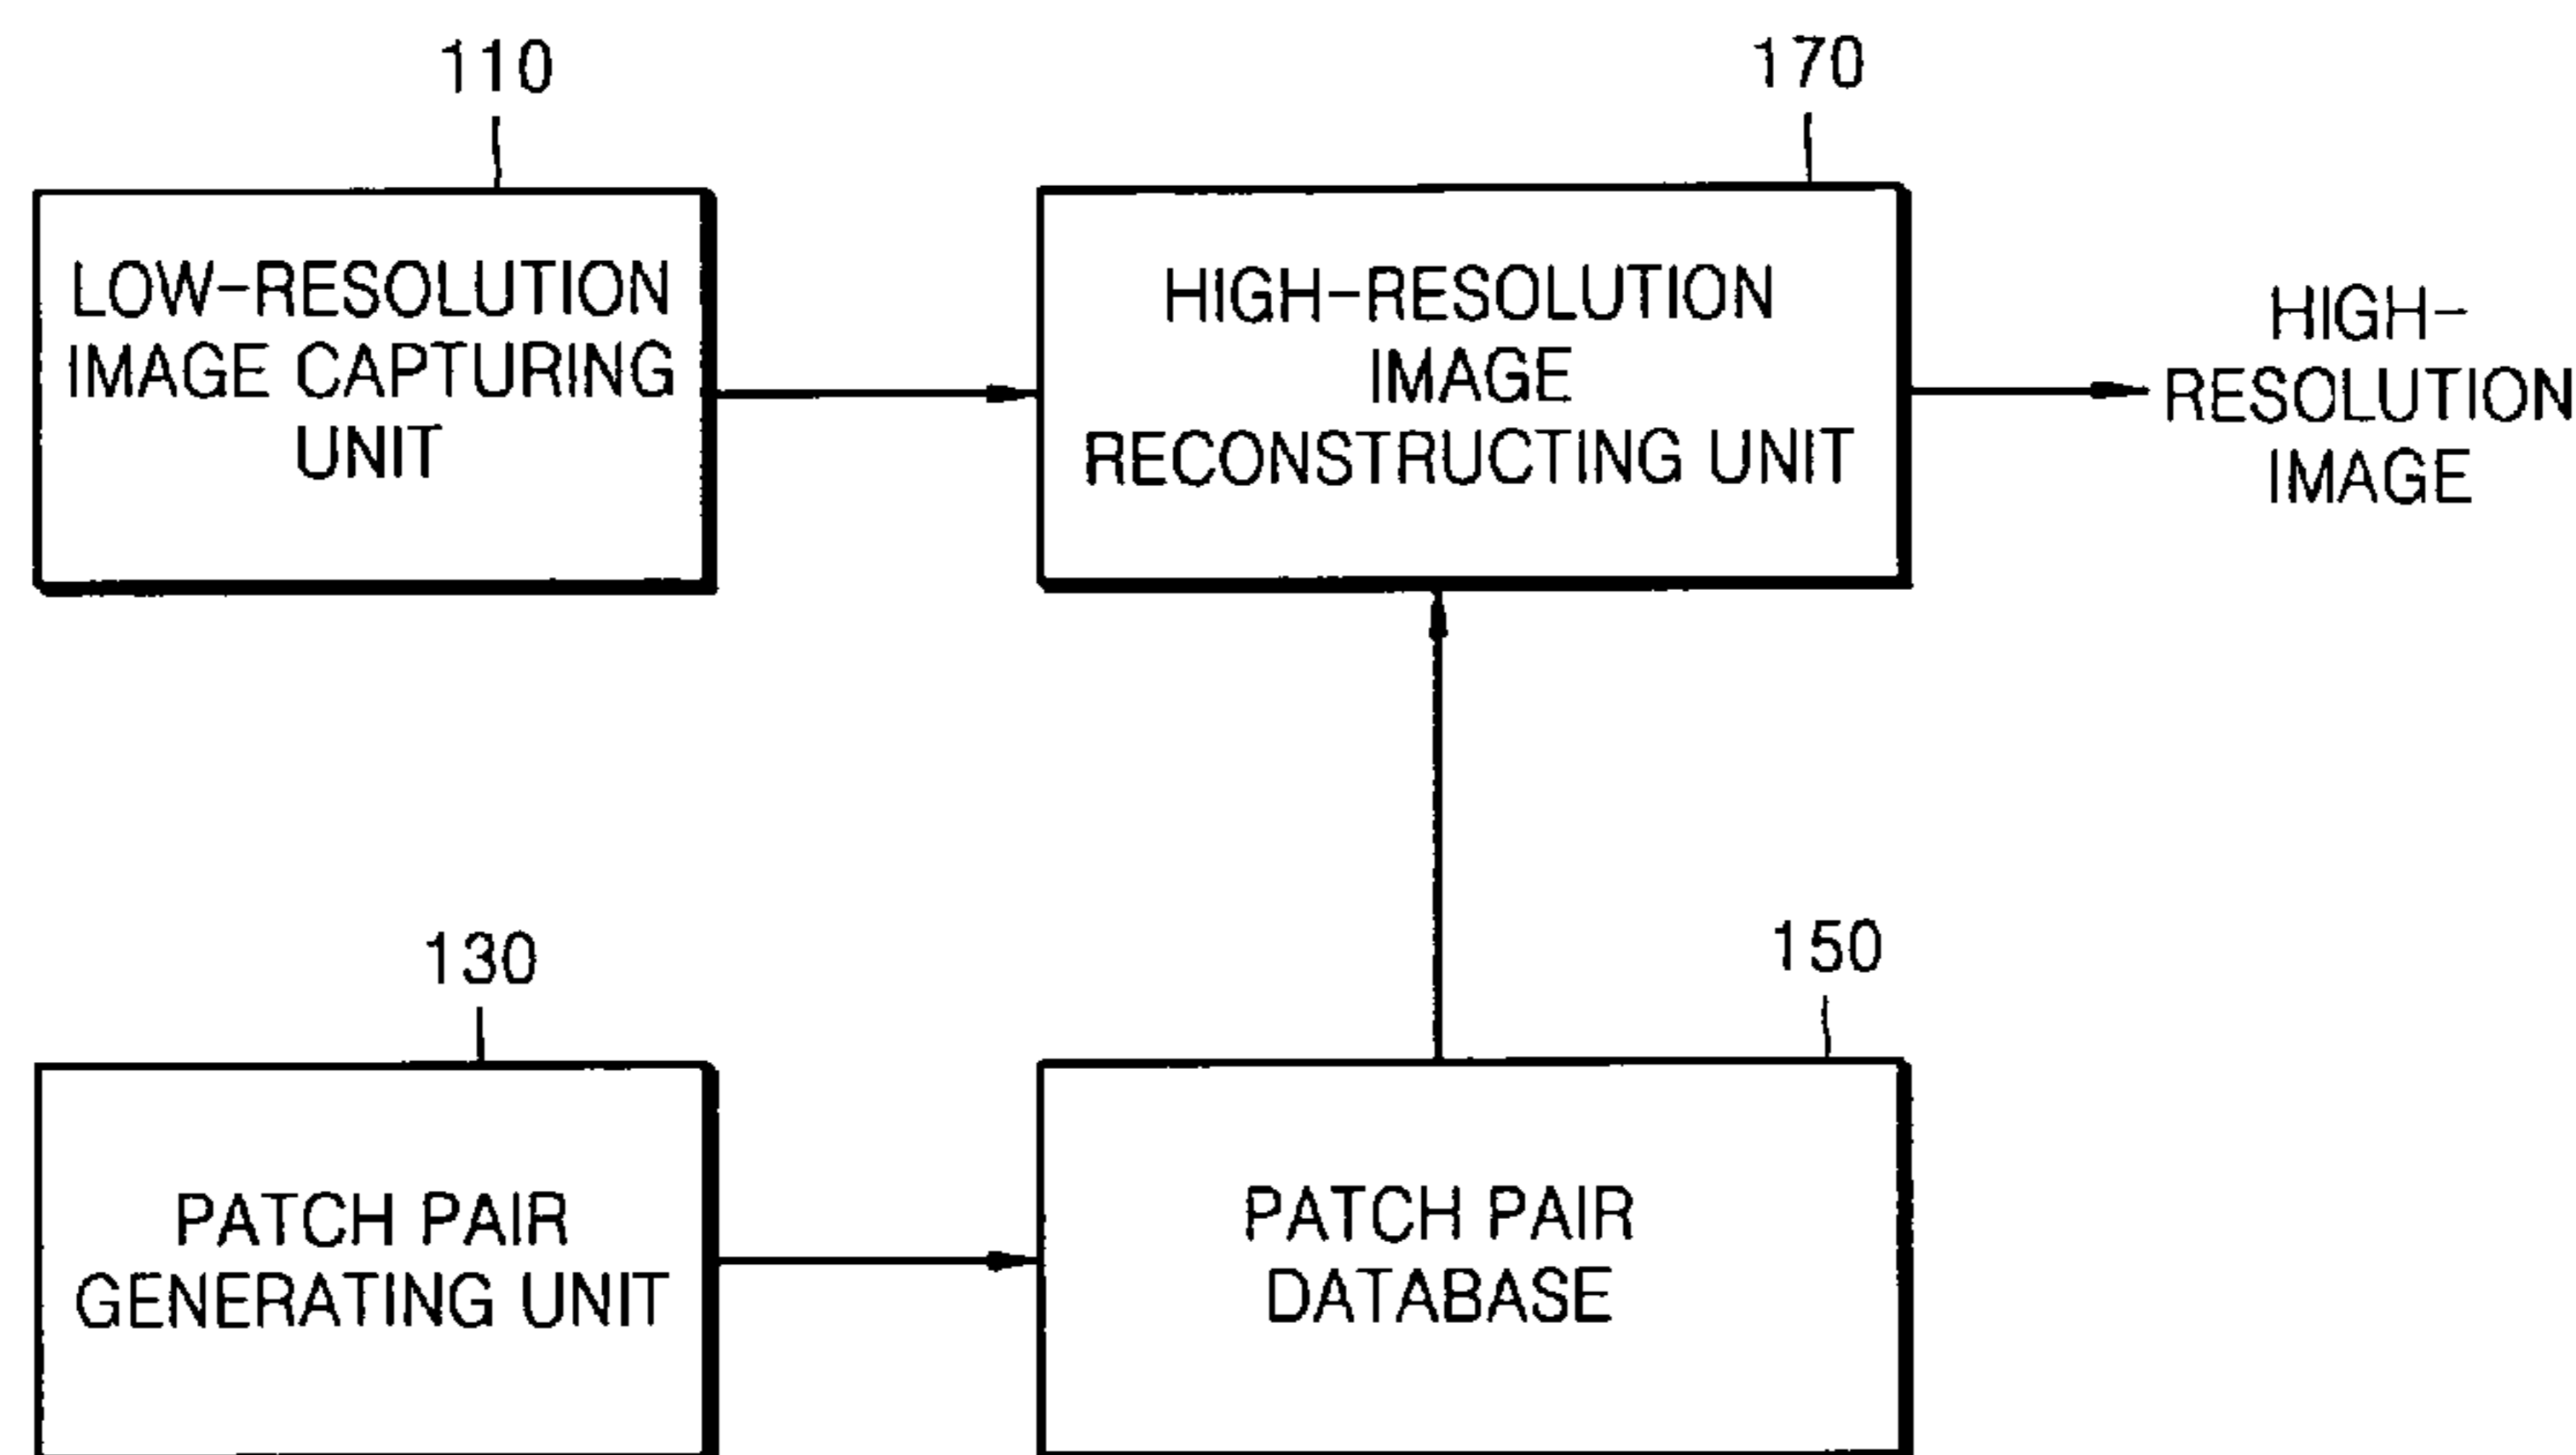 110
LOW-RESOLUTION
IMAGE CAPTURING
UNIT
170
HIGH-RESOLUTION
IMAGE
RECONSTRUCTING UNIT
HIGH-
RESOLUTION
IMAGE
130
PATCH PAIR
GENERATING UNIT
150
PATCH PAIR
DATABASE